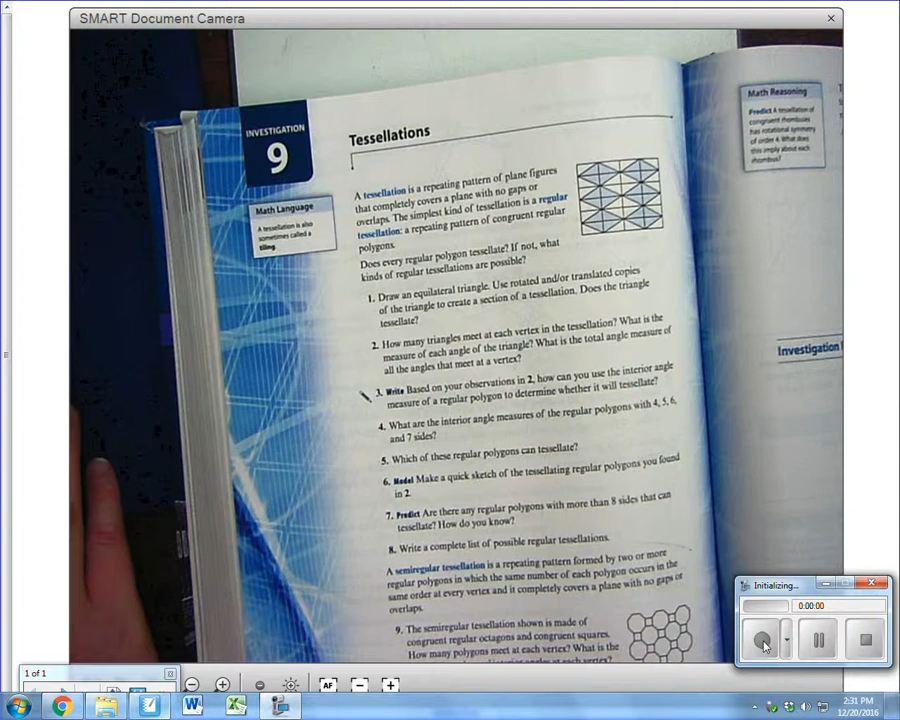 SMART Document Camera
INVESTIGATION
9
Tessellations
Math Language
A tessellation is also
sometimes called a
tiling.
A tessellation is a repeating pattern of plane figures
that completely covers a plane with no gaps or
overlaps. The simplest kind of tessellation is a regular
tessellation: a repeating pattern of congruent regular
polygons.
Does every regular polygon tessellate? If not, what
kinds of regular tessellations are possible?
1. Draw an equilateral triangle. Use rotated and/or translated copies
of the triangle to create a section of a tessellation. Does the triangle
tessellate?
2. How many triangles meet at each vertex in the tessellation? What is the
measure of each angle of the triangle? What is the total angle measure of
all the angles that meet at a vertex?
3. Write Based on your observations in 2, how can you use the interior angle
measure of a regular polygon to determine whether it will tessellate?
4. What are the interior angle measures of the regular polygons with 4, 5, 6,
and 7 sides?
5. Which of these regular polygons can tessellate?
6. Model Make a quick sketch of the tessellating regular polygons you found
in 2.
7. Predict Are there any regular polygons with more than 8 sides that can
tessellate? How do you know?
8. Write a complete list of possible regular tessellations.
A semiregular tessellation is a repeating pattern formed by two or more
regular polygons in which the same number of each polygon occurs in the
same order at every vertex and it completely covers a plane with no gaps or
overlaps.
9. The semiregular tessellation shown is made of
congruent regular octagons and congruent squares.
How many polygons meet at each vertex? What is the
Math Reasoning
Predict A tessellation of
congruent rhombuses
has rotational symmetry
of order 4. What does
this imply about each
rhombus?
Investigation
Initializing...
0:00:00
1 of 1
AF
2:31 PM
12/20/2016